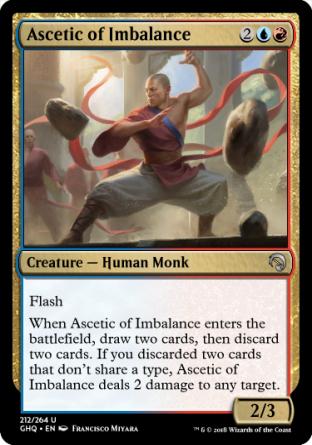 Ascetic of Imbalance 2
Creature — Human Monk
Flash
When Ascetic of Imbalance enters the
battlefield, draw two cards, then discard
two cards. If you discarded two cards
that don't share a type, Ascetic of
Imbalance deals 2 damage to any target.
2/3
212/264 U
GHQ • EN Francisco Miyara ™ & © 2018 Wizards of the Coast